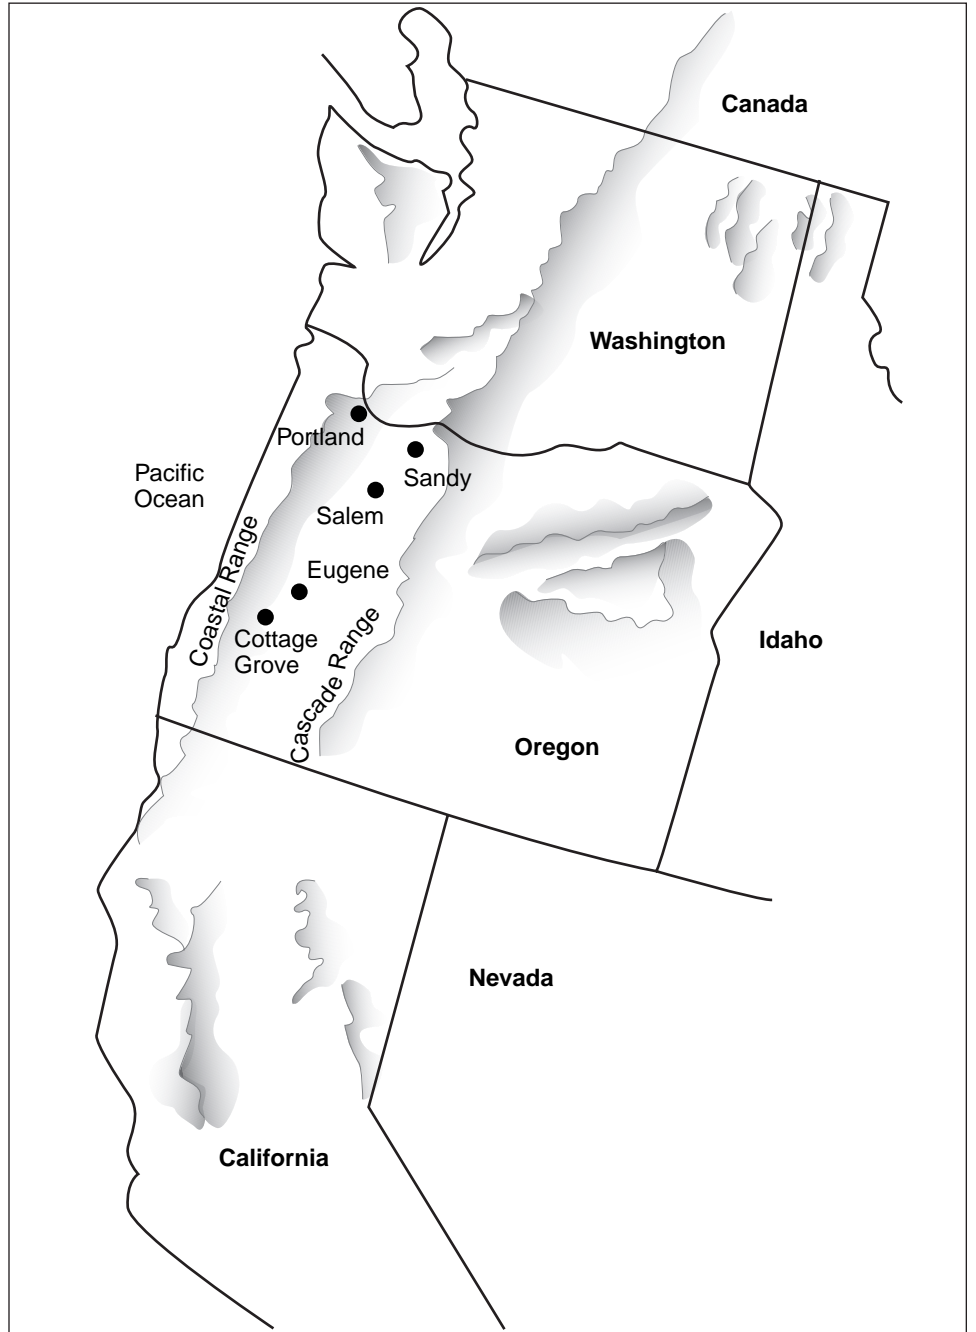 Canada
Washington
Portland
Sandy
Pacific
Ocean
Salem
Coastal Range
Eugene
Cottage
Grove
Cascade Range
Idaho
Oregon
Nevada
California